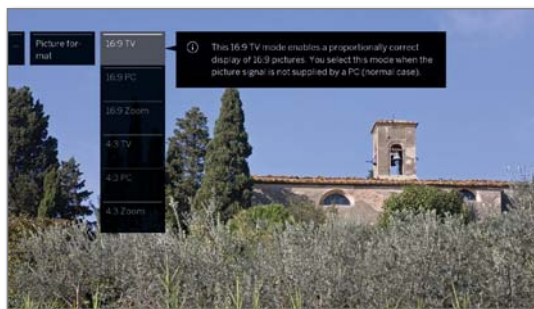 ...
Picture for-
mat
16:9 TV
16:9 PC
16:9 Zoom
4:3 TV
4:3 PC
4:3 Zoom
This 16:9 TV mode enables a proportionally correct
display of 16:9 pictures. You select this mode when the
picture signal is not supplied by a PC (normal case).